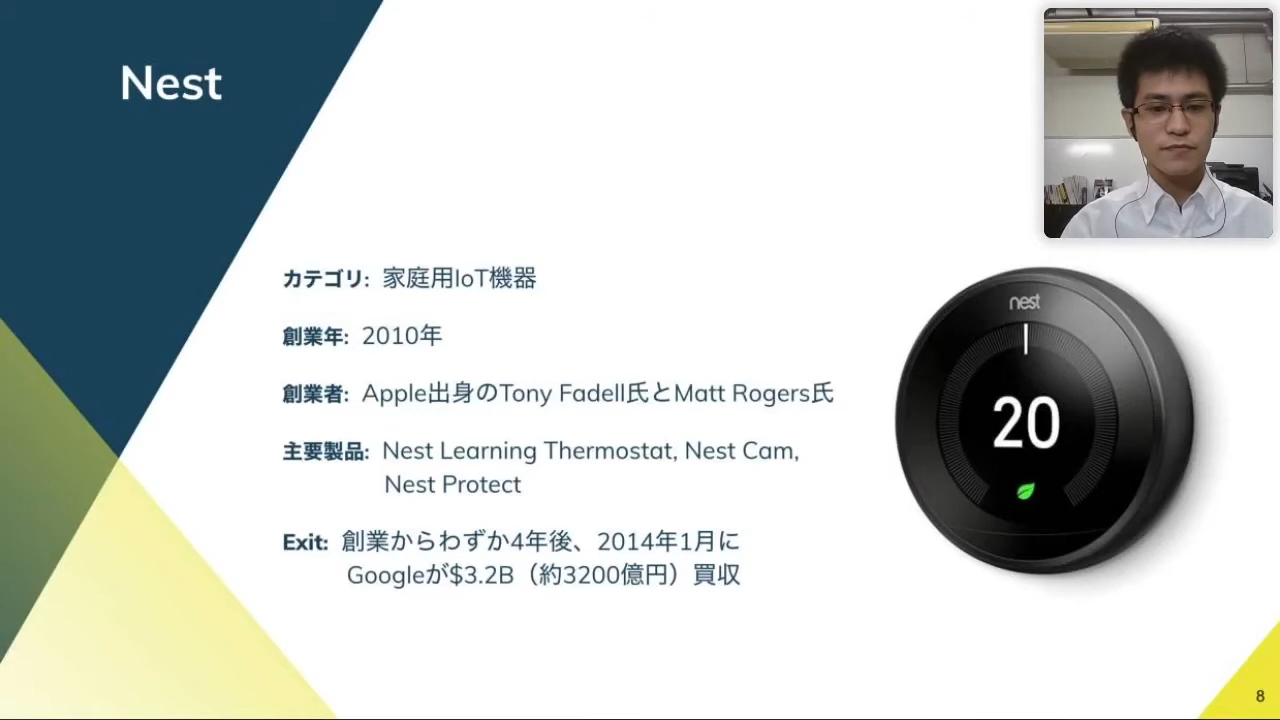 Nest
カテゴリ: 家庭用IoT機器
創業年: 2010年
創業者: Apple出身のTony Fadell氏とMatt Rogers氏
主要製品: Nest Learning Thermostat, Nest Cam,
Nest Protect
Exit: 創業からわずか4年後、2014年1月に
Googleが$3.2B（約3200億円）買収
nest
20
8